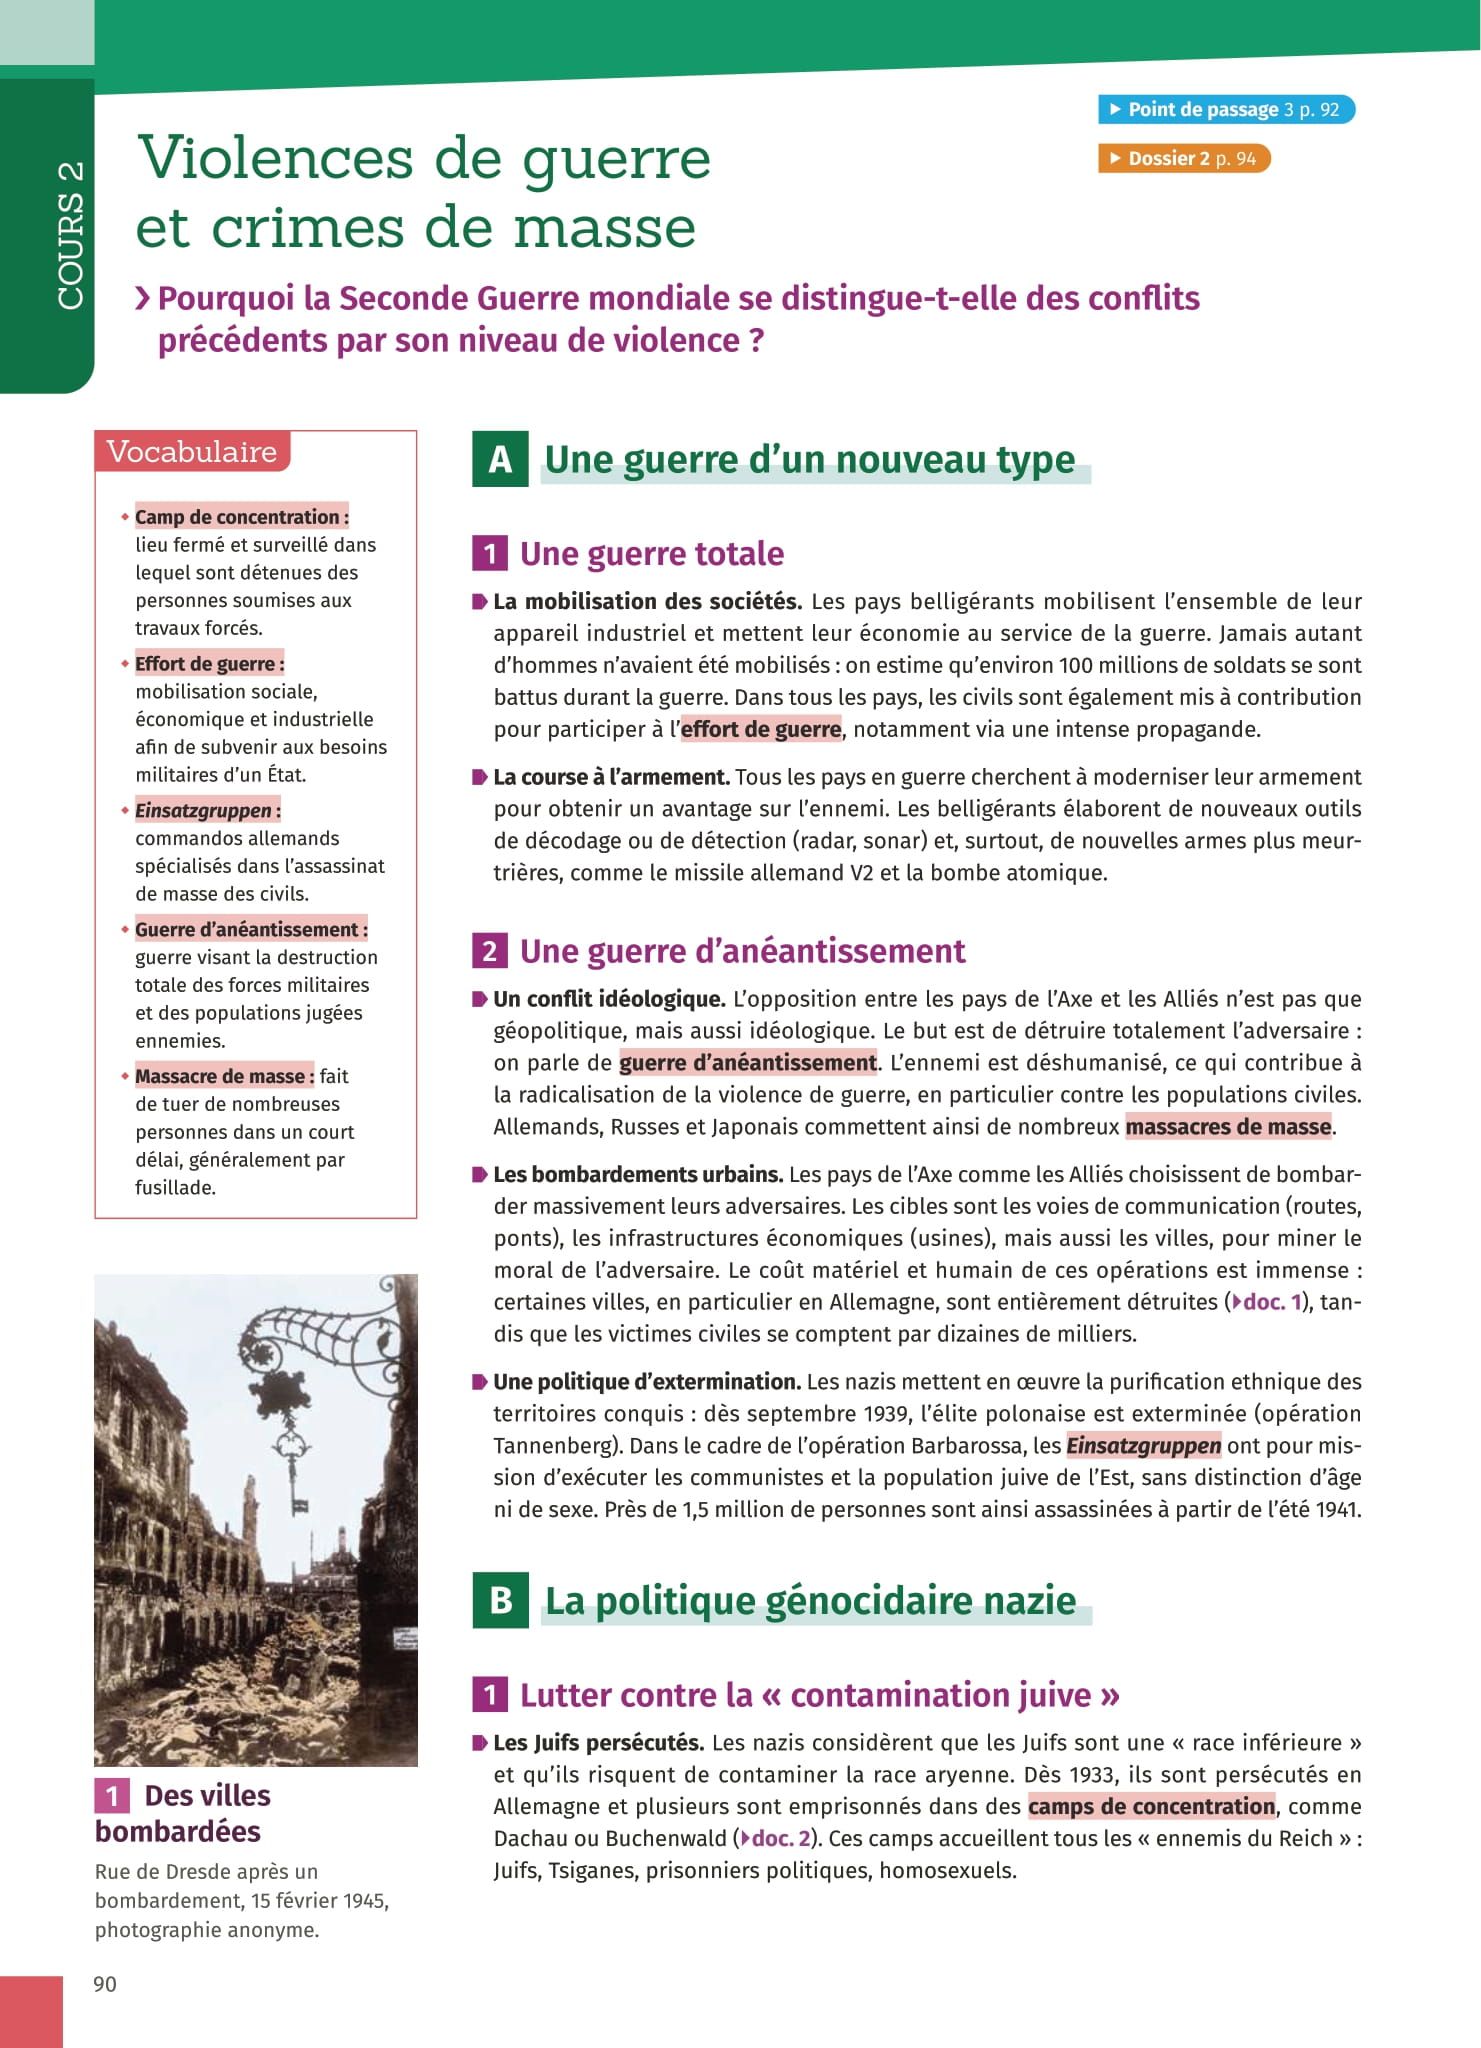 COURS 2
▶ Point de passage 3 p. 92
▶ Dossier 2 p. 94
Violences de guerre
et crimes de masse
❯ Pourquoi la Seconde Guerre mondiale se distingue-t-elle des conflits
précédents par son niveau de violence ?
Vocabulaire
• Camp de concentration :
lieu fermé et surveillé dans
lequel sont détenues des
personnes soumises aux
travaux forcés.
• Effort de guerre :
mobilisation sociale,
économique et industrielle
afin de subvenir aux besoins
militaires d’un État.
• Einsatzgruppen :
commandos allemands
spécialisés dans l’assassinat
de masse des civils.
• Guerre d’anéantissement :
guerre visant la destruction
totale des forces militaires
et des populations jugées
ennemies.
• Massacre de masse : fait
de tuer de nombreuses
personnes dans un court
délai, généralement par
fusillade.
1 Des villes
bombardées
Rue de Dresde après un
bombardement, 15 février 1945,
photographie anonyme.
A Une guerre d’un nouveau type
1 Une guerre totale
La mobilisation des sociétés. Les pays belligérants mobilisent l’ensemble de leur
appareil industriel et mettent leur économie au service de la guerre. Jamais autant
d’hommes n’avaient été mobilisés : on estime qu’environ 100 millions de soldats se sont
battus durant la guerre. Dans tous les pays, les civils sont également mis à contribution
pour participer à l’effort de guerre, notamment via une intense propagande.
La course à l’armement. Tous les pays en guerre cherchent à moderniser leur armement
pour obtenir un avantage sur l’ennemi. Les belligérants élaborent de nouveaux outils
de décodage ou de détection (radar, sonar) et, surtout, de nouvelles armes plus meur-
trières, comme le missile allemand V2 et la bombe atomique.
2 Une guerre d’anéantissement
Un conflit idéologique. L’opposition entre les pays de l’Axe et les Alliés n’est pas que
géopolitique, mais aussi idéologique. Le but est de détruire totalement l’adversaire :
on parle de guerre d’anéantissement. L’ennemi est déshumanisé, ce qui contribue à
la radicalisation de la violence de guerre, en particulier contre les populations civiles.
Allemands, Russes et Japonais commettent ainsi de nombreux massacres de masse.
Les bombardements urbains. Les pays de l’Axe comme les Alliés choisissent de bombar-
der massivement leurs adversaires. Les cibles sont les voies de communication (routes,
ponts), les infrastructures économiques (usines), mais aussi les villes, pour miner le
moral de l’adversaire. Le coût matériel et humain de ces opérations est immense :
certaines villes, en particulier en Allemagne, sont entièrement détruites (▶doc. 1), tan-
dis que les victimes civiles se comptent par dizaines de milliers.
Une politique d’extermination. Les nazis mettent en œuvre la purification ethnique des
territoires conquis : dès septembre 1939, l’élite polonaise est exterminée (opération
Tannenberg). Dans le cadre de l’opération Barbarossa, les Einsatzgruppen ont pour mis-
sion d’exécuter les communistes et la population juive de l’Est, sans distinction d’âge
ni de sexe. Près de 1,5 million de personnes sont ainsi assassinées à partir de l’été 1941.
B La politique génocidaire nazie
1 Lutter contre la « contamination juive »
Les Juifs persécutés. Les nazis considèrent que les Juifs sont une « race inférieure »
et qu’ils risquent de contaminer la race aryenne. Dès 1933, ils sont persécutés en
Allemagne et plusieurs sont emprisonnés dans des camps de concentration, comme
Dachau ou Buchenwald (▶doc. 2). Ces camps accueillent tous les « ennemis du Reich » :
Juifs, Tsiganes, prisonniers politiques, homosexuels.
90